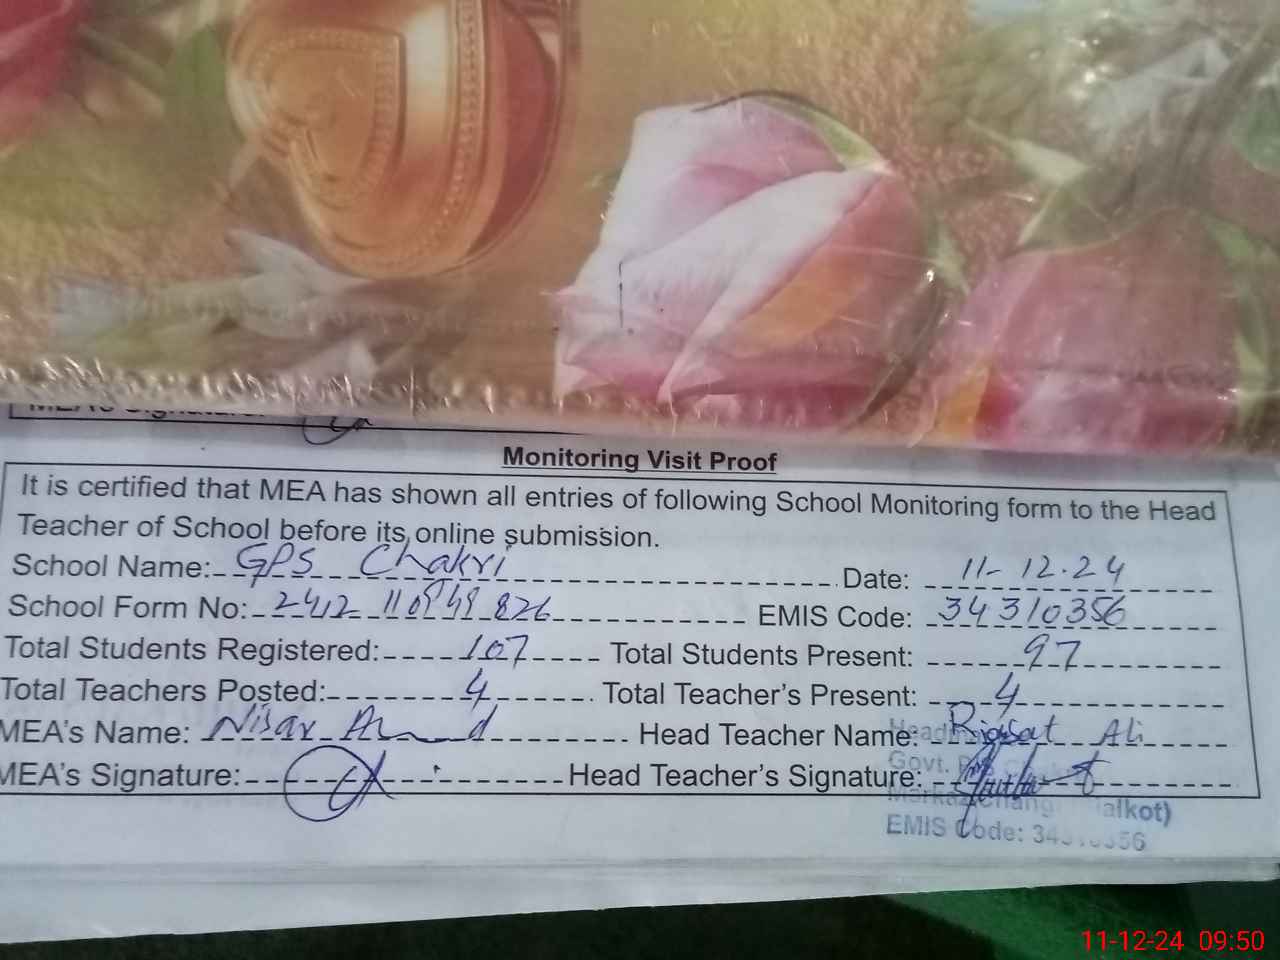 MEA's Signature:
Monitoring Visit Proof
It is certified that MEA has shown all entries of following School Monitoring form to the Head
Teacher of School before its online submission.
School Name: GPS Chakri Date: 11-12-24
School Form No: 2412 EMIS Code: 34310356
Total Students Registered: 107 Total Students Present: 97
Total Teachers Posted: 4 Total Teacher's Present: 4
MEA's Name: Nisar Head Teacher Name: Riasat Ali
MEA's Signature: Head Teacher's Signature:
Govt.
EMIS Code:
11-12-24 09:50